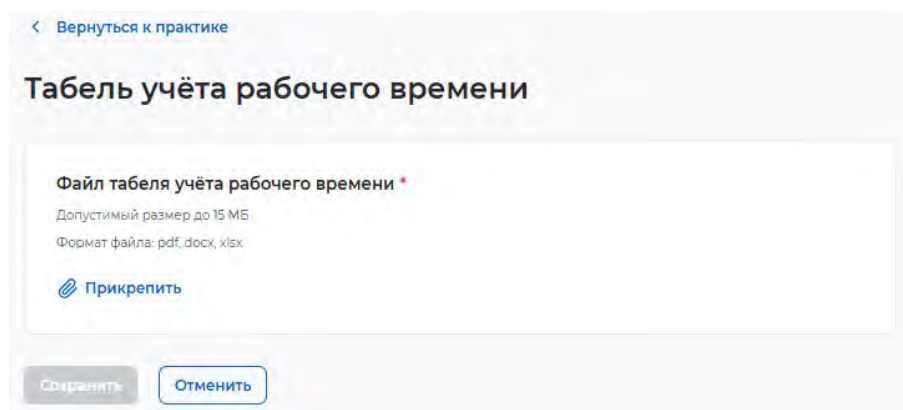 Вернуться к практике
Табель учёта рабочего времени
Файл табеля учёта рабочего времени *
Допустимый размер до 15 МБ
Формат файла: pdf, docx, xlsx
Прикрепить
Сохранить Отменить